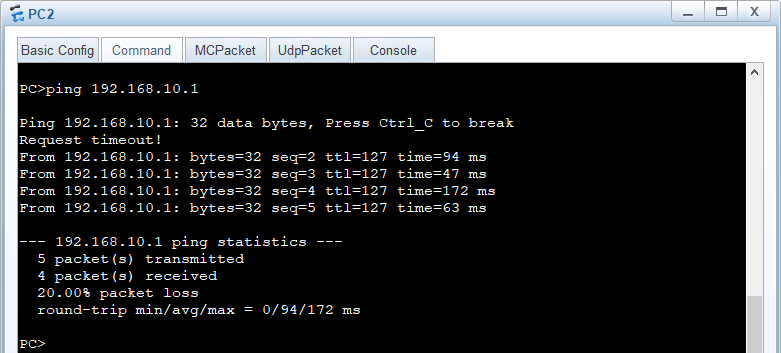 PC2
Basic Config Command MCPacket UdpPacket Console
PC>ping 192.168.10.1
Ping 192.168.10.1: 32 data bytes, Press Ctrl_C to break
Request timeout!
From 192.168.10.1: bytes=32 seq=2 ttl=127 time=94 ms
From 192.168.10.1: bytes=32 seq=3 ttl=127 time=47 ms
From 192.168.10.1: bytes=32 seq=4 ttl=127 time=172 ms
From 192.168.10.1: bytes=32 seq=5 ttl=127 time=63 ms
--- 192.168.10.1 ping statistics ---
5 packet(s) transmitted
4 packet(s) received
20.00% packet loss
round-trip min/avg/max = 0/94/172 ms
PC>